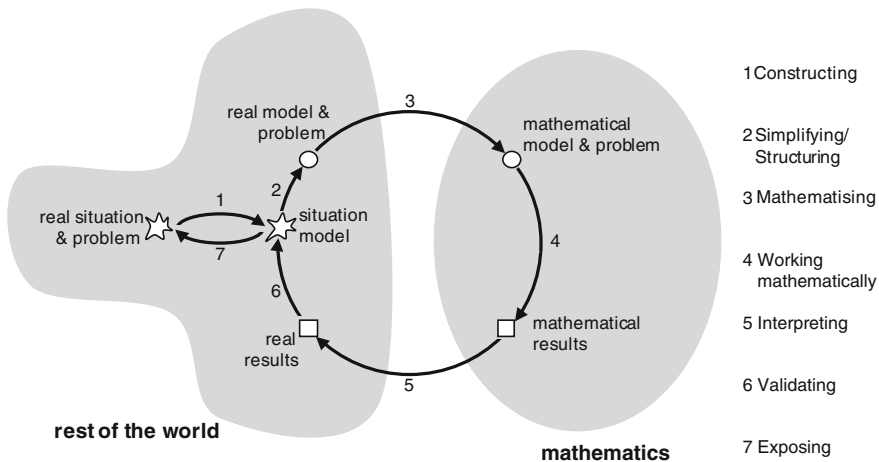 real model &
problem
3
mathematical
model & problem
2
1
real situation
& problem
7
situation
model
4
6
real
results
mathematical
results
5
rest of the world
mathematics
1 Constructing
2 Simplifying/
Structuring
3 Mathematising
4 Working
mathematically
5 Interpreting
6 Validating
7 Exposing